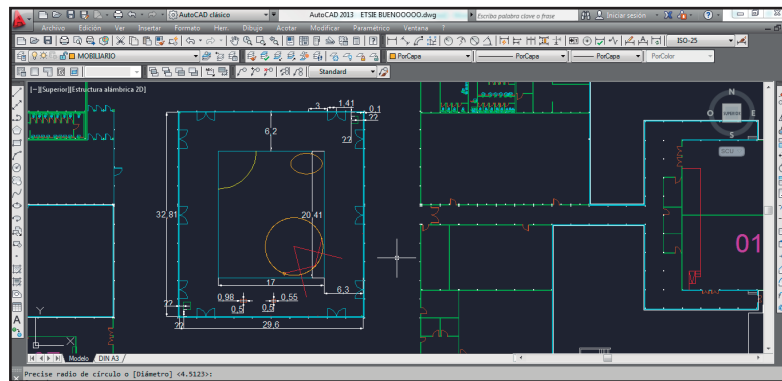 AutoCAD clásico
AutoCAD 2013 ETSIE BUENOOOOO.dwg
Escriba palabra clave o frase
Iniciar sesión
Archivo Edición Ver Insertar Formato Herr. Dibujo Acotar Modificar Paramétrico Ventana ?
ISO-25
MOBILIARIO
PorCapa
PorCapa
PorCapa
PorColor
Standard
[−][Superior][Estructura alámbrica 2D]
N
O
E
S
SCU
3
1,41
0,1
22
6,2
22
32,81
20,41
17
6,3
0,98
0,55
0,5
0,5
22
22
29,6
01
Y
X
Modelo
DIN A3
Precise radio de círculo o [Diámetro] <4.5123>: